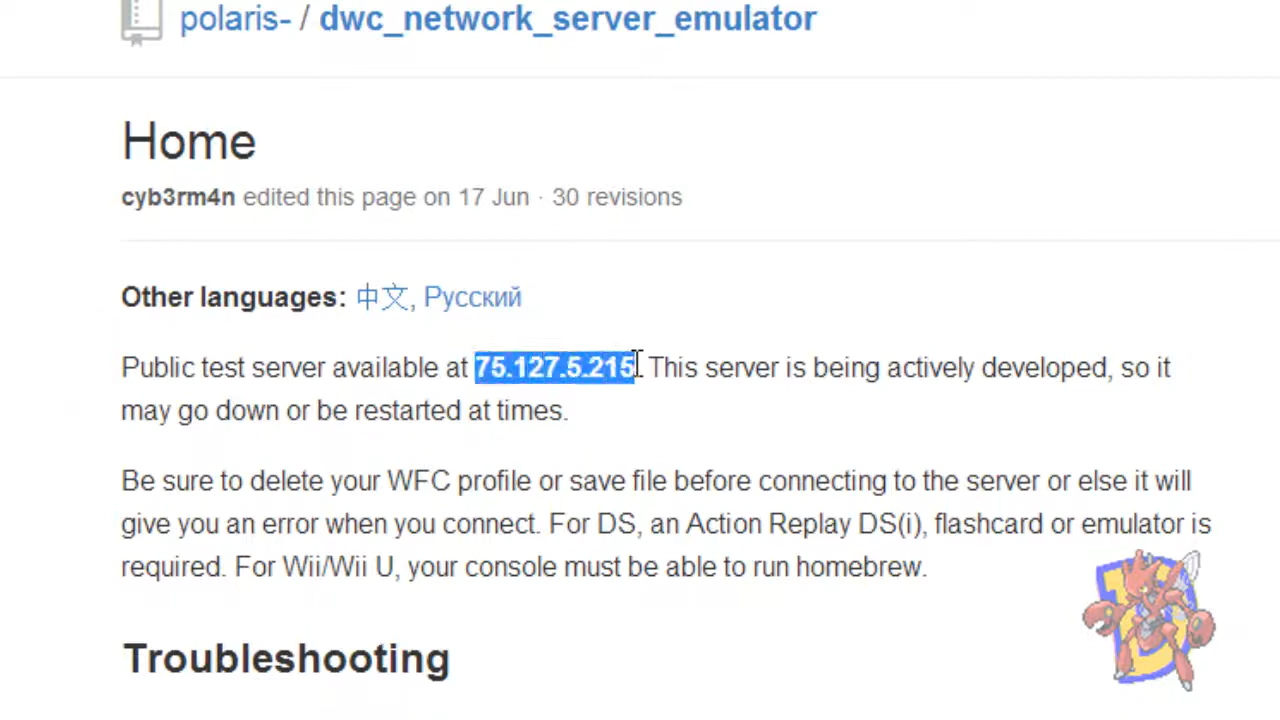 polaris- / dwc_network_server_emulator
Home
cyb3rm4n edited this page on 17 Jun · 30 revisions
Other languages: 中文, Русский
Public test server available at 75.127.5.215. This server is being actively developed, so it
may go down or be restarted at times.
Be sure to delete your WFC profile or save file before connecting to the server or else it will
give you an error when you connect. For DS, an Action Replay DS(i), flashcard or emulator is
required. For Wii/Wii U, your console must be able to run homebrew.
Troubleshooting